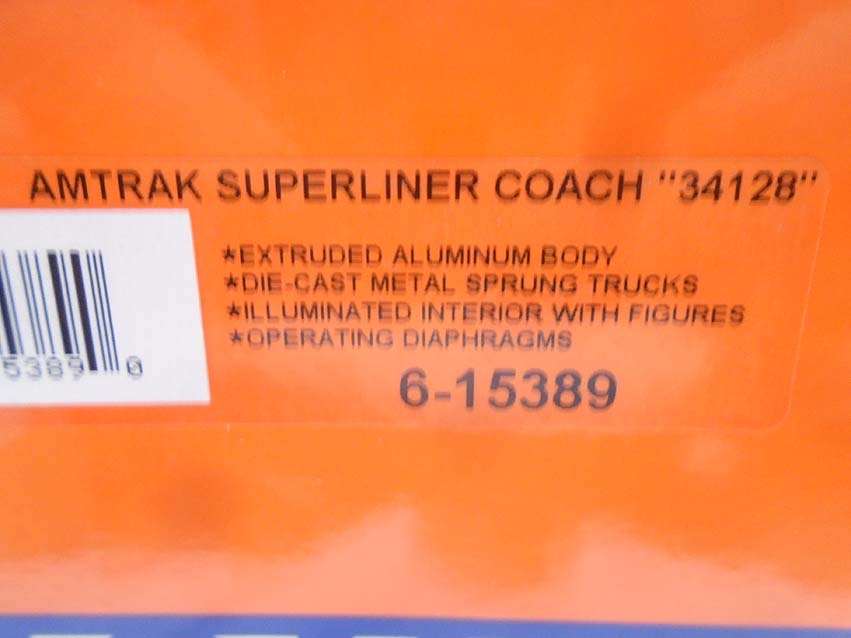 AMTRAK SUPERLINER COACH "34128"
*EXTRUDED ALUMINUM BODY
*DIE-CAST METAL SPRUNG TRUCKS
*ILLUMINATED INTERIOR WITH FIGURES
*OPERATING DIAPHRAGMS
6-15389
5389 0